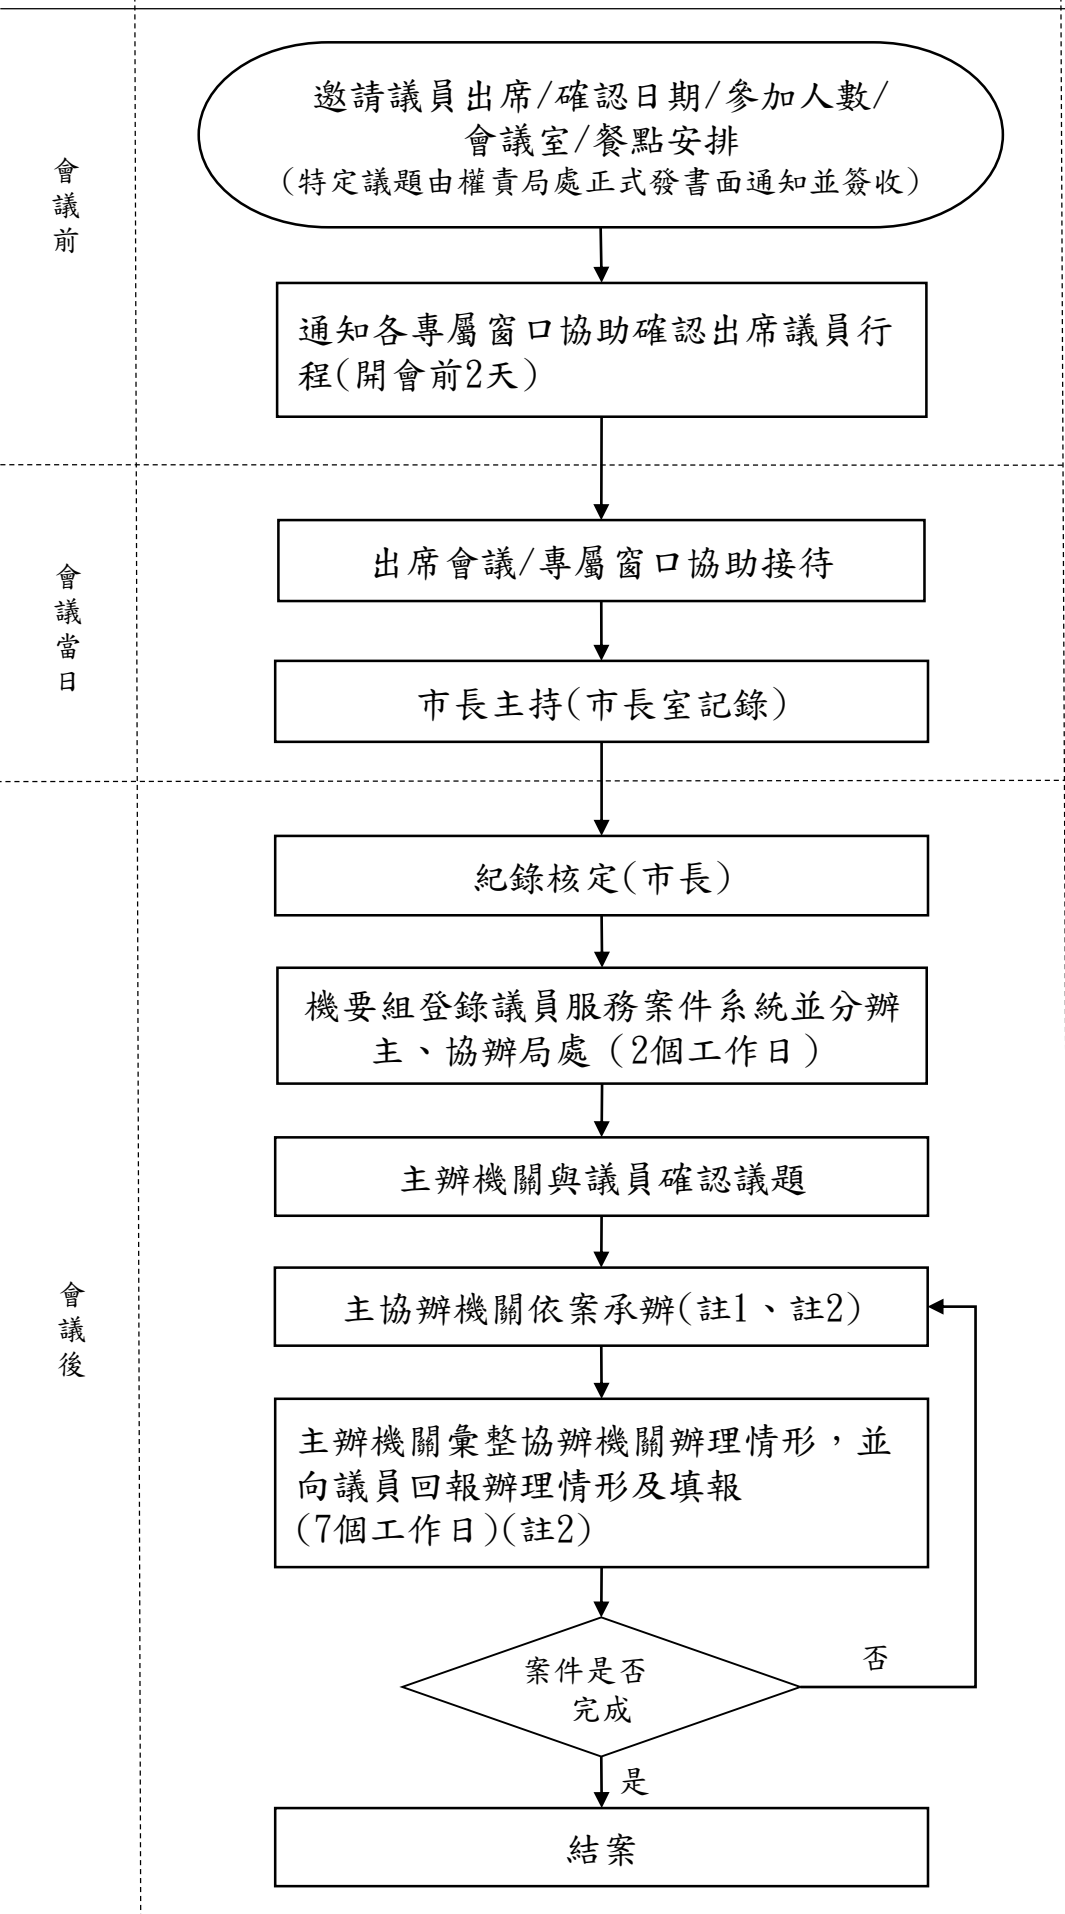 會議前
邀請議員出席/確認日期/參加人數/
會議室/餐點安排
(特定議題由權責局處正式發書面通知並簽收)
通知各專屬窗口協助確認出席議員行
程(開會前2天)
會議當日
出席會議/專屬窗口協助接待
市長主持(市長室記錄)
會議後
紀錄核定(市長)
機要組登錄議員服務案件系統並分辦
主、協辦局處（2個工作日）
主辦機關與議員確認議題
主協辦機關依案承辦(註1、註2)
主辦機關彙整協辦機關辦理情形，並
向議員回報辦理情形及填報
(7個工作日)(註2)
案件是否
完成
否
是
結案